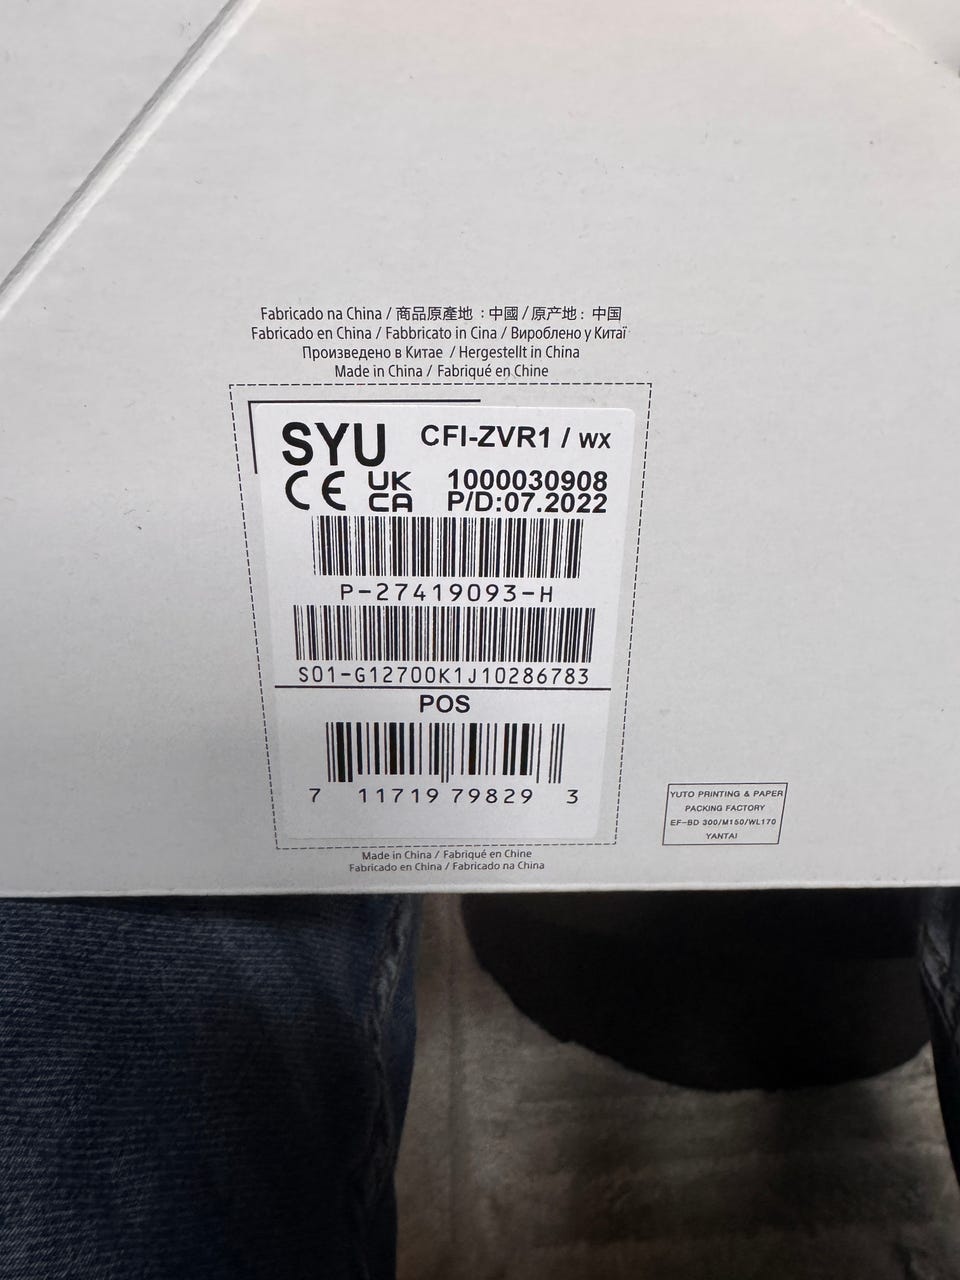 Fabricado na China / 商品原產地 : 中國 / 原产地 : 中国
Fabricado en China / Fabbricato in Cina / Вироблено у Китаї
Произведено в Китае / Hergestellt in China
Made in China / Fabriqué en Chine
SYU CFI-ZVR1 / WX
CE UK CA 1000030908
P/D:07.2022
P-27419093-H
S01-G12700K1J10286783
POS
7 11719 79829 3
YUTO PRINTING & PAPER
PACKING FACTORY
EF-BD 300/M150/WL170
YANTAI
Made in China / Fabriqué en Chine
Fabricado en China / Fabricado na China